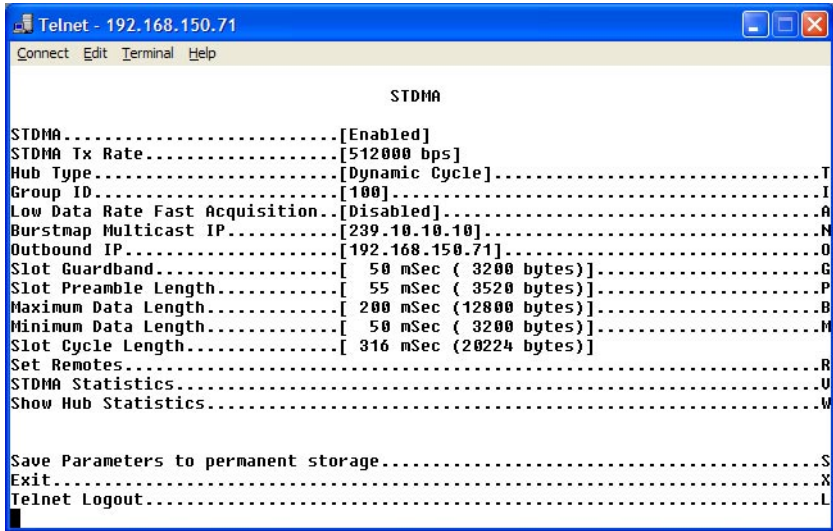 Telnet - 192.168.150.71
Connect Edit Terminal Help
STDMA
STDMA...........................[Enabled]
STDMA Tx Rate...................[512000 bps]
Hub Type........................[Dynamic Cycle]................................T
Group ID........................[100]..........................................I
Low Data Rate Fast Acquisition..[Disabled].....................................A
Burstmap Multicast IP...........[239.10.10.10].................................N
Outbound IP.....................[192.168.150.71]...............................O
Slot Guardband..................[   50 mSec ( 3200 bytes)]......................G
Slot Preamble Length............[   55 mSec ( 3520 bytes)]......................P
Maximum Data Length.............[  200 mSec (12800 bytes)]......................B
Minimum Data Length.............[   50 mSec ( 3200 bytes)]......................M
Slot Cycle Length...............[  316 mSec (20224 bytes)]
Set Remotes....................................................................R
STDMA Statistics...............................................................V
Show Hub Statistics............................................................W
Save Parameters to permanent storage...........................................S
Exit...........................................................................X
Telnet Logout..................................................................L